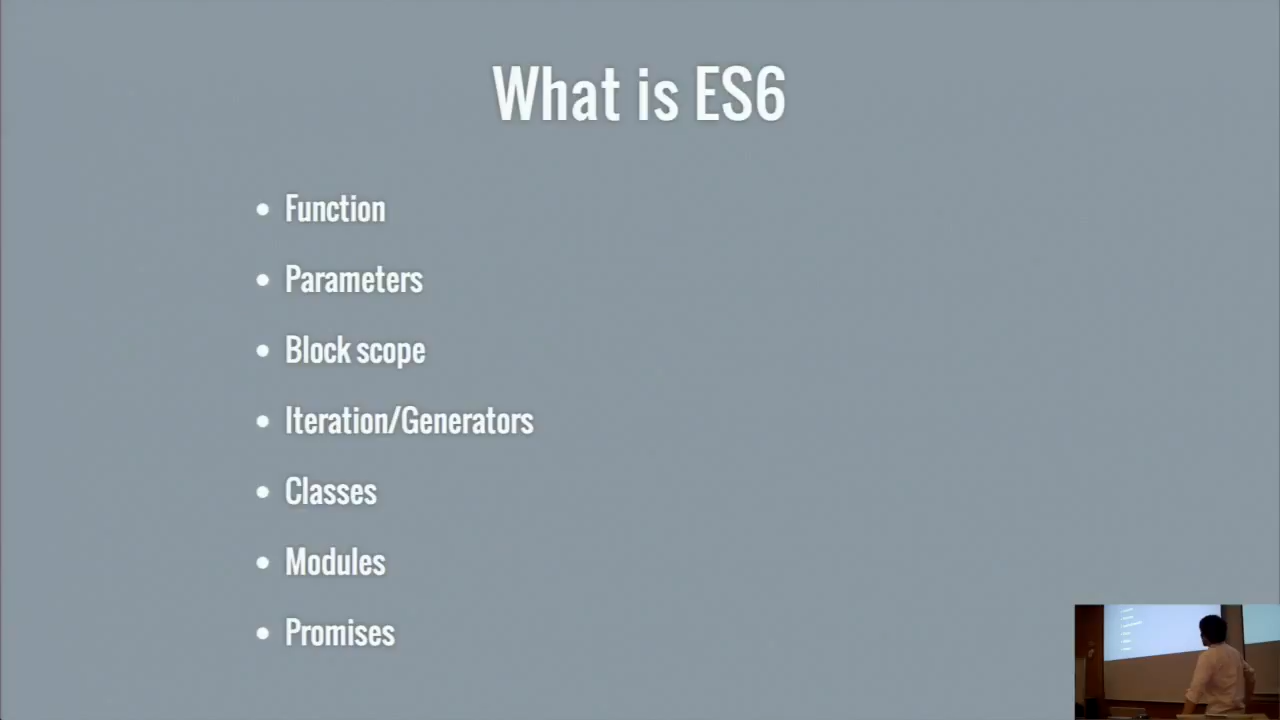 What is ES6
Function
Parameters
Block scope
Iteration/Generators
Classes
Modules
Promises